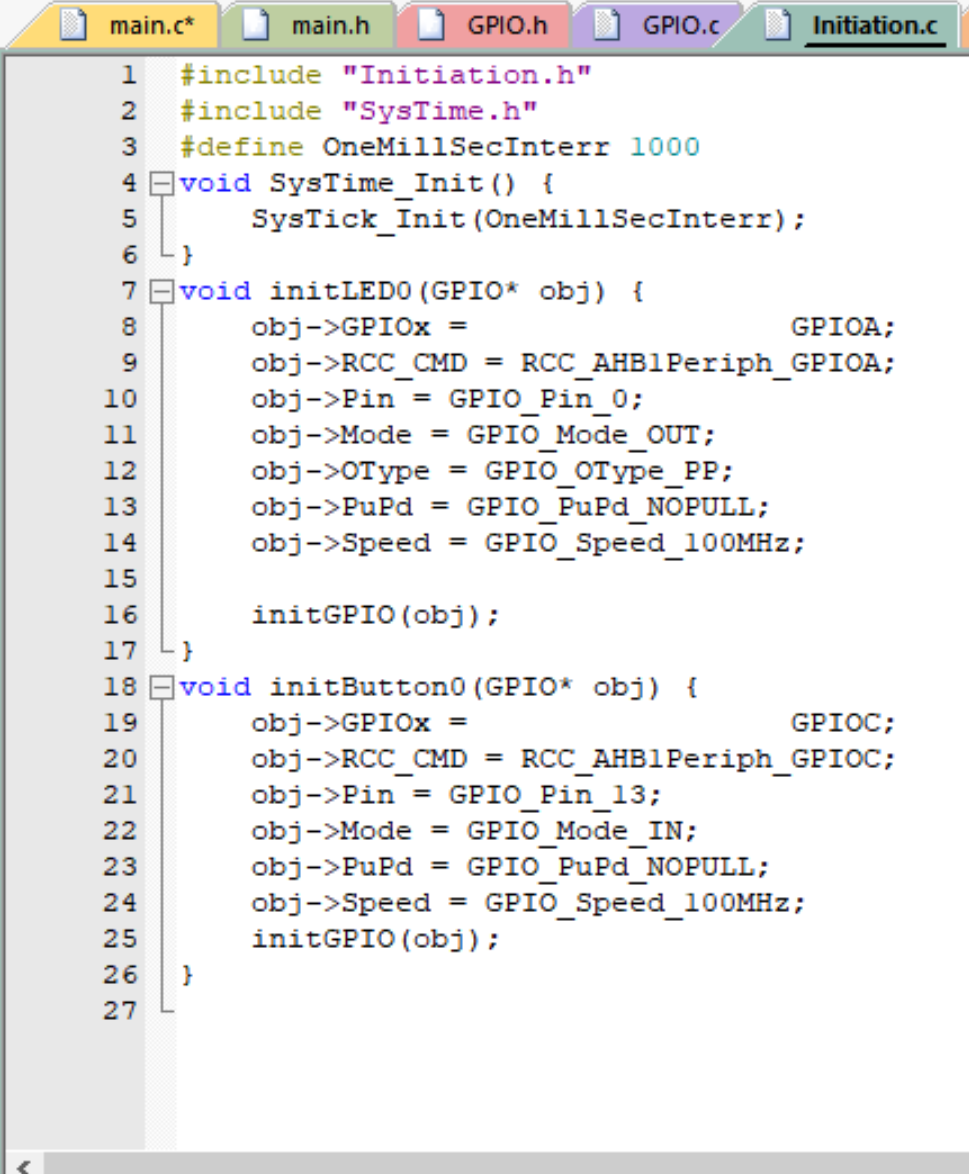 main.c* main.h GPIO.h GPIO.c Initiation.c
1 #include "Initiation.h"
2 #include "SysTime.h"
3 #define OneMillSecInterr 1000
4 void SysTime_Init() {
5 SysTick_Init(OneMillSecInterr);
6 }
7 void initLED0(GPIO* obj) {
8 obj->GPIOx = GPIOA;
9 obj->RCC_CMD = RCC_AHB1Periph_GPIOA;
10 obj->Pin = GPIO_Pin_0;
11 obj->Mode = GPIO_Mode_OUT;
12 obj->OType = GPIO_OType_PP;
13 obj->PuPd = GPIO_PuPd_NOPULL;
14 obj->Speed = GPIO_Speed_100MHz;
15
16 initGPIO(obj);
17 }
18 void initButton0(GPIO* obj) {
19 obj->GPIOx = GPIOC;
20 obj->RCC_CMD = RCC_AHB1Periph_GPIOC;
21 obj->Pin = GPIO_Pin_13;
22 obj->Mode = GPIO_Mode_IN;
23 obj->PuPd = GPIO_PuPd_NOPULL;
24 obj->Speed = GPIO_Speed_100MHz;
25 initGPIO(obj);
26 }
27